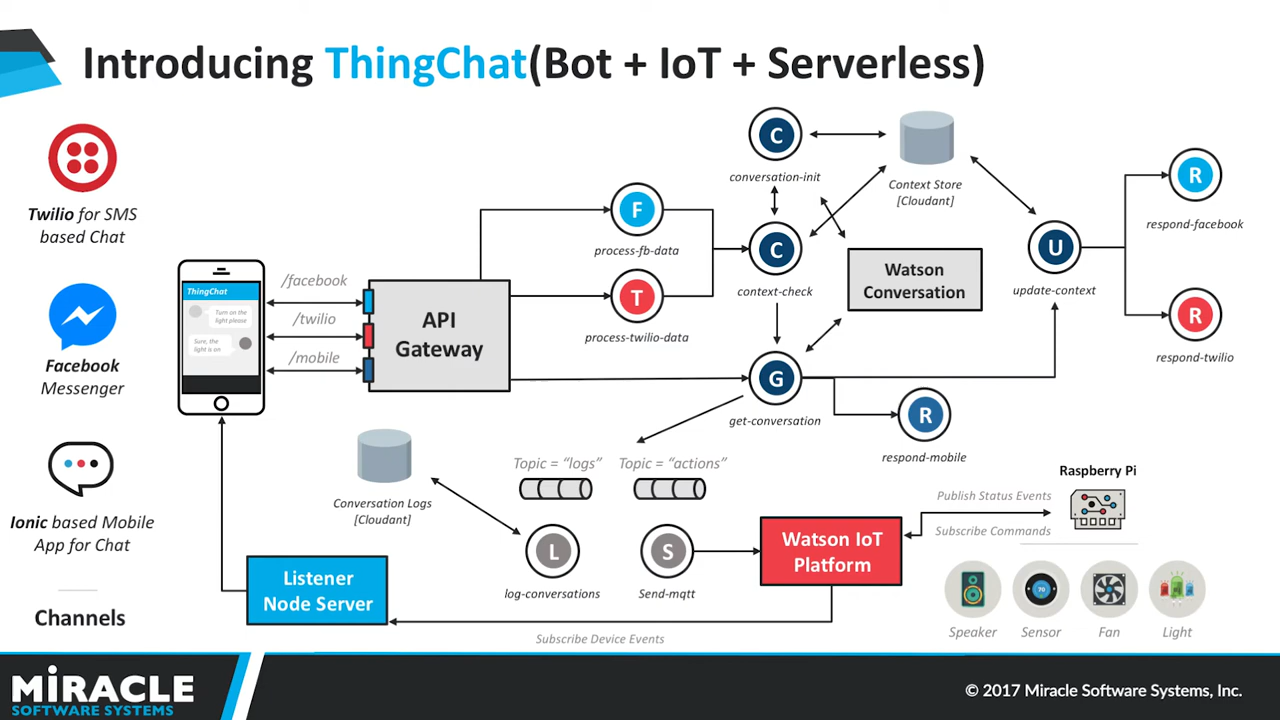 Introducing ThingChat(Bot + IoT + Serverless)
Twilio for SMS
based Chat
Facebook
Messenger
Ionic based Mobile
App for Chat
Channels
ThingChat
Turn on the
light please
Sure, the
light is on
/facebook
/twilio
/mobile
API
Gateway
F
process-fb-data
T
process-twilio-data
C
conversation-init
C
context-check
G
get-conversation
Context Store
[Cloudant]
Watson
Conversation
U
update-context
R
respond-facebook
R
respond-twilio
R
respond-mobile
Conversation Logs
[Cloudant]
Topic = “logs”
Topic = “actions”
L
log-conversations
S
Send-mqtt
Watson IoT
Platform
Listener
Node Server
Subscribe Device Events
Raspberry Pi
Publish Status Events
Subscribe Commands
70
Speaker
Sensor
Fan
Light
MiRACLE
SOFTWARE SYSTEMS
© 2017 Miracle Software Systems, Inc.